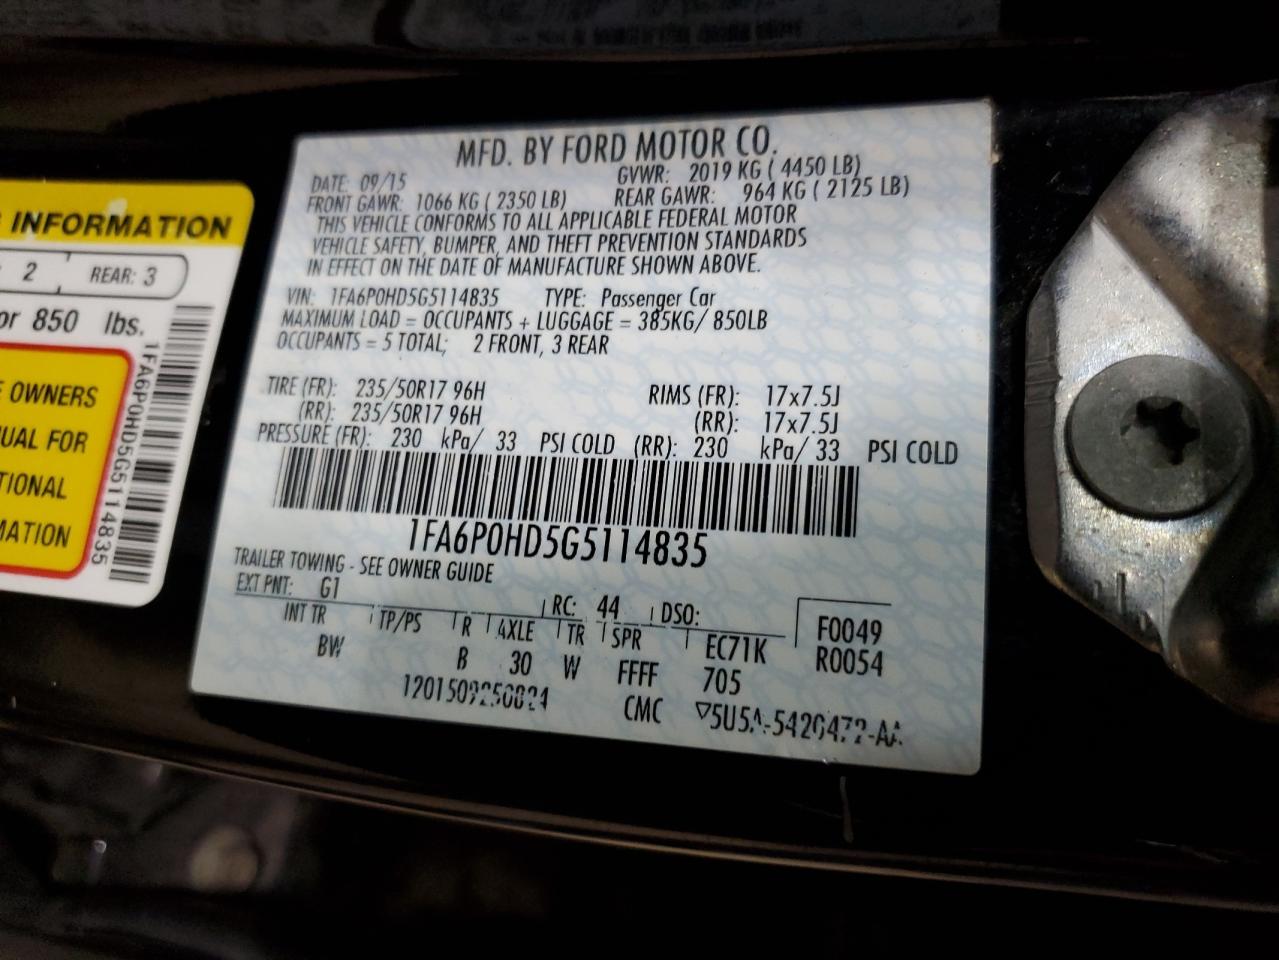 MFD. BY FORD MOTOR CO.
DATE: 09/15 GVWR: 2019 KG ( 4450 LB)
FRONT GAWR: 1066 KG ( 2350 LB) REAR GAWR: 964 KG ( 2125 LB)
THIS VEHICLE CONFORMS TO ALL APPLICABLE FEDERAL MOTOR
VEHICLE SAFETY, BUMPER, AND THEFT PREVENTION STANDARDS
IN EFFECT ON THE DATE OF MANUFACTURE SHOWN ABOVE.
VIN: 1FA6P0HD5G5114835 TYPE: Passenger Car
MAXIMUM LOAD = OCCUPANTS + LUGGAGE = 385KG/ 850LB
OCCUPANTS = 5 TOTAL; 2 FRONT, 3 REAR
TIRE (FR): 235/50R17 96H RIMS (FR): 17x7.5J
(RR): 235/50R17 96H (RR): 17x7.5J
PRESSURE (FR): 230 kPa/ 33 PSI COLD (RR): 230 kPa/ 33 PSI COLD
1FA6P0HD5G5114835
TRAILER TOWING - SEE OWNER GUIDE
EXT PNT: G1 RC: 44 DSO:
INT TR TP/PS R AXLE TR SPR EC71K F0049
BW B 30 W FFFF 705 R0054
1201509250824 CMC ▽5U5A-5420472-AA
INFORMATION
2 REAR: 3
or 850 lbs.
OWNERS
UAL FOR
TIONAL
MATION
1FA6P0HD5G5114835